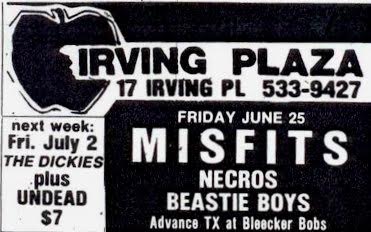 IRVING PLAZA
17 IRVING PL 533-9427
next week:
Fri. July 2
THE DICKIES
plus
UNDEAD
$7
FRIDAY JUNE 25
MISFITS
NECROS
BEASTIE BOYS
Advance TX at Bleecker Bobs